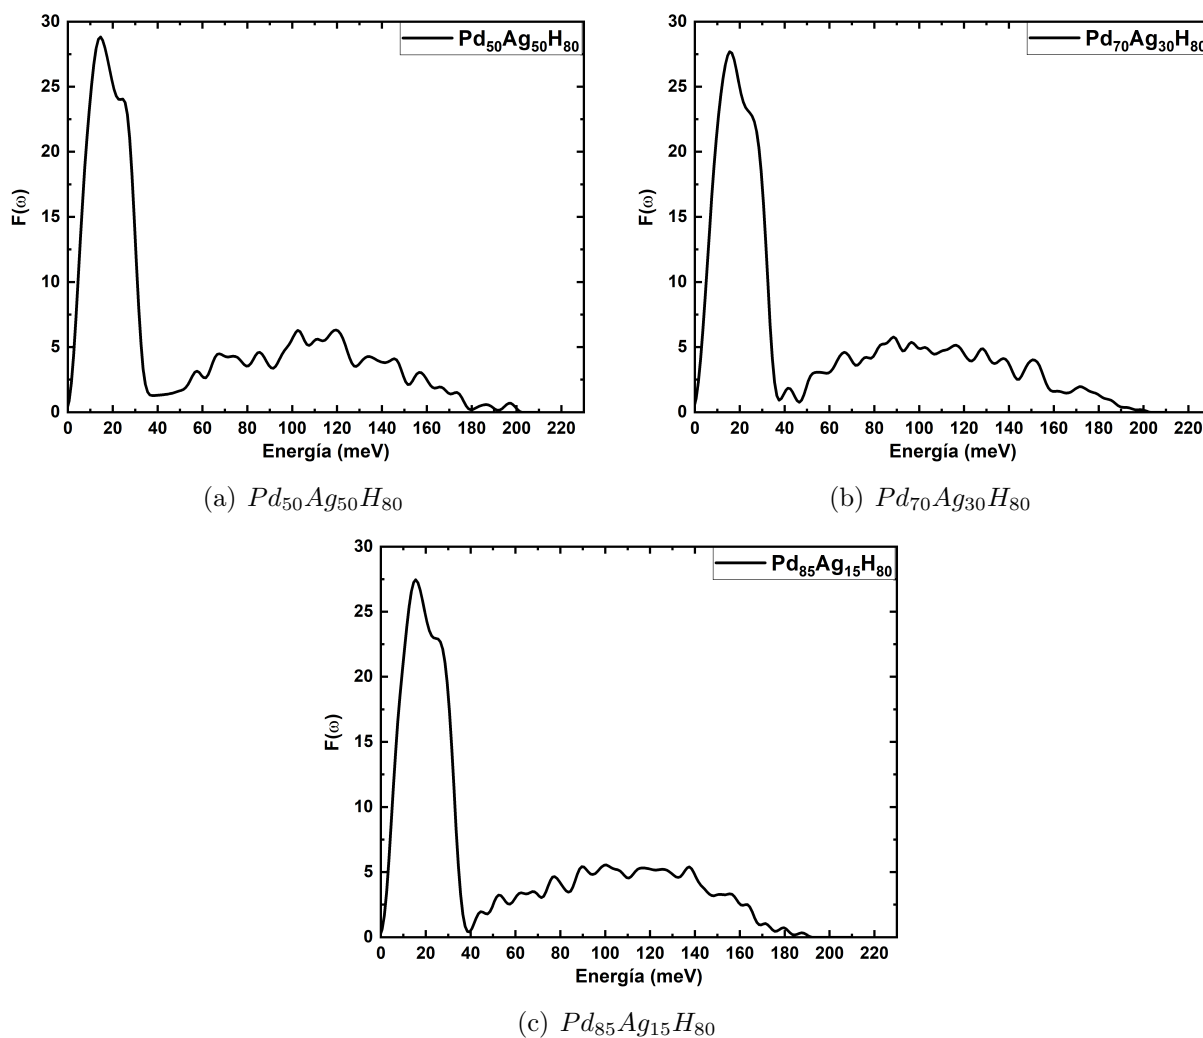 30
25
20
15
10
5
0
F(ω)
Pd50Ag50H80
0 20 40 60 80 100 120 140 160 180 200 220
Energía (meV)
(a) Pd50Ag50H80
30
25
20
15
10
5
0
F(ω)
Pd70Ag30H80
0 20 40 60 80 100 120 140 160 180 200 220
Energía (meV)
(b) Pd70Ag30H80
30
25
20
15
10
5
0
F(ω)
Pd85Ag15H80
0 20 40 60 80 100 120 140 160 180 200 220
Energía (meV)
(c) Pd85Ag15H80